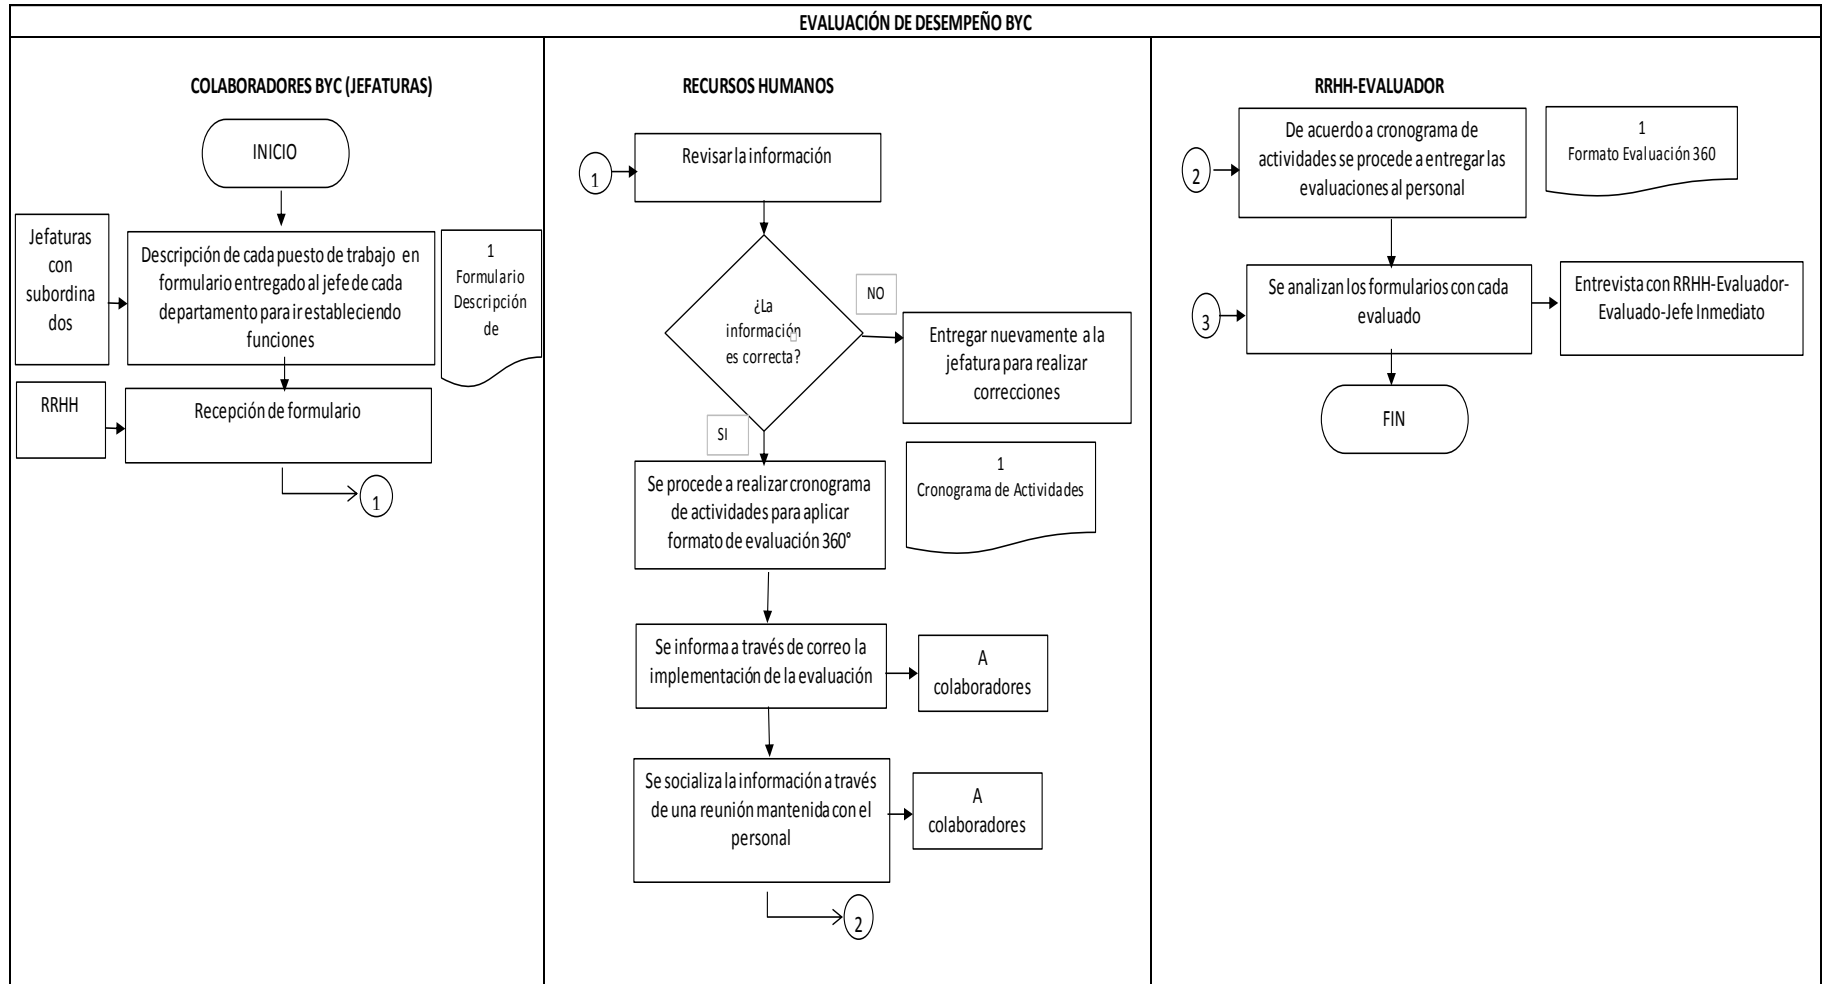 EVALUACIÓN DE DESEMPEÑO BYC
COLABORADORES BYC (JEFATURAS)
INICIO
Jefaturas
con
subordina
dos
Descripción de cada puesto de trabajo en
formulario entregado al jefe de cada
departamento para ir estableciendo
funciones
1
Formulario
Descripción
de
RRHH
Recepción de formulario
1
RECURSOS HUMANOS
1
Revisar la información
¿La
información
es correcta?
NO
Entregar nuevamente a la
jefatura para realizar
correcciones
SI
Se procede a realizar cronograma
de actividades para aplicar
formato de evaluación 360°
1
Cronograma de Actividades
Se informa a través de correo la
implementación de la evaluación
A
colaboradores
Se socializa la información a través
de una reunión mantenida con el
personal
A
colaboradores
2
RRHH-EVALUADOR
2
De acuerdo a cronograma de
actividades se procede a entregar las
evaluaciones al personal
1
Formato Evaluación 360
3
Se analizan los formularios con cada
evaluado
Entrevista con RRHH-Evaluador-
Evaluado-Jefe Inmediato
FIN